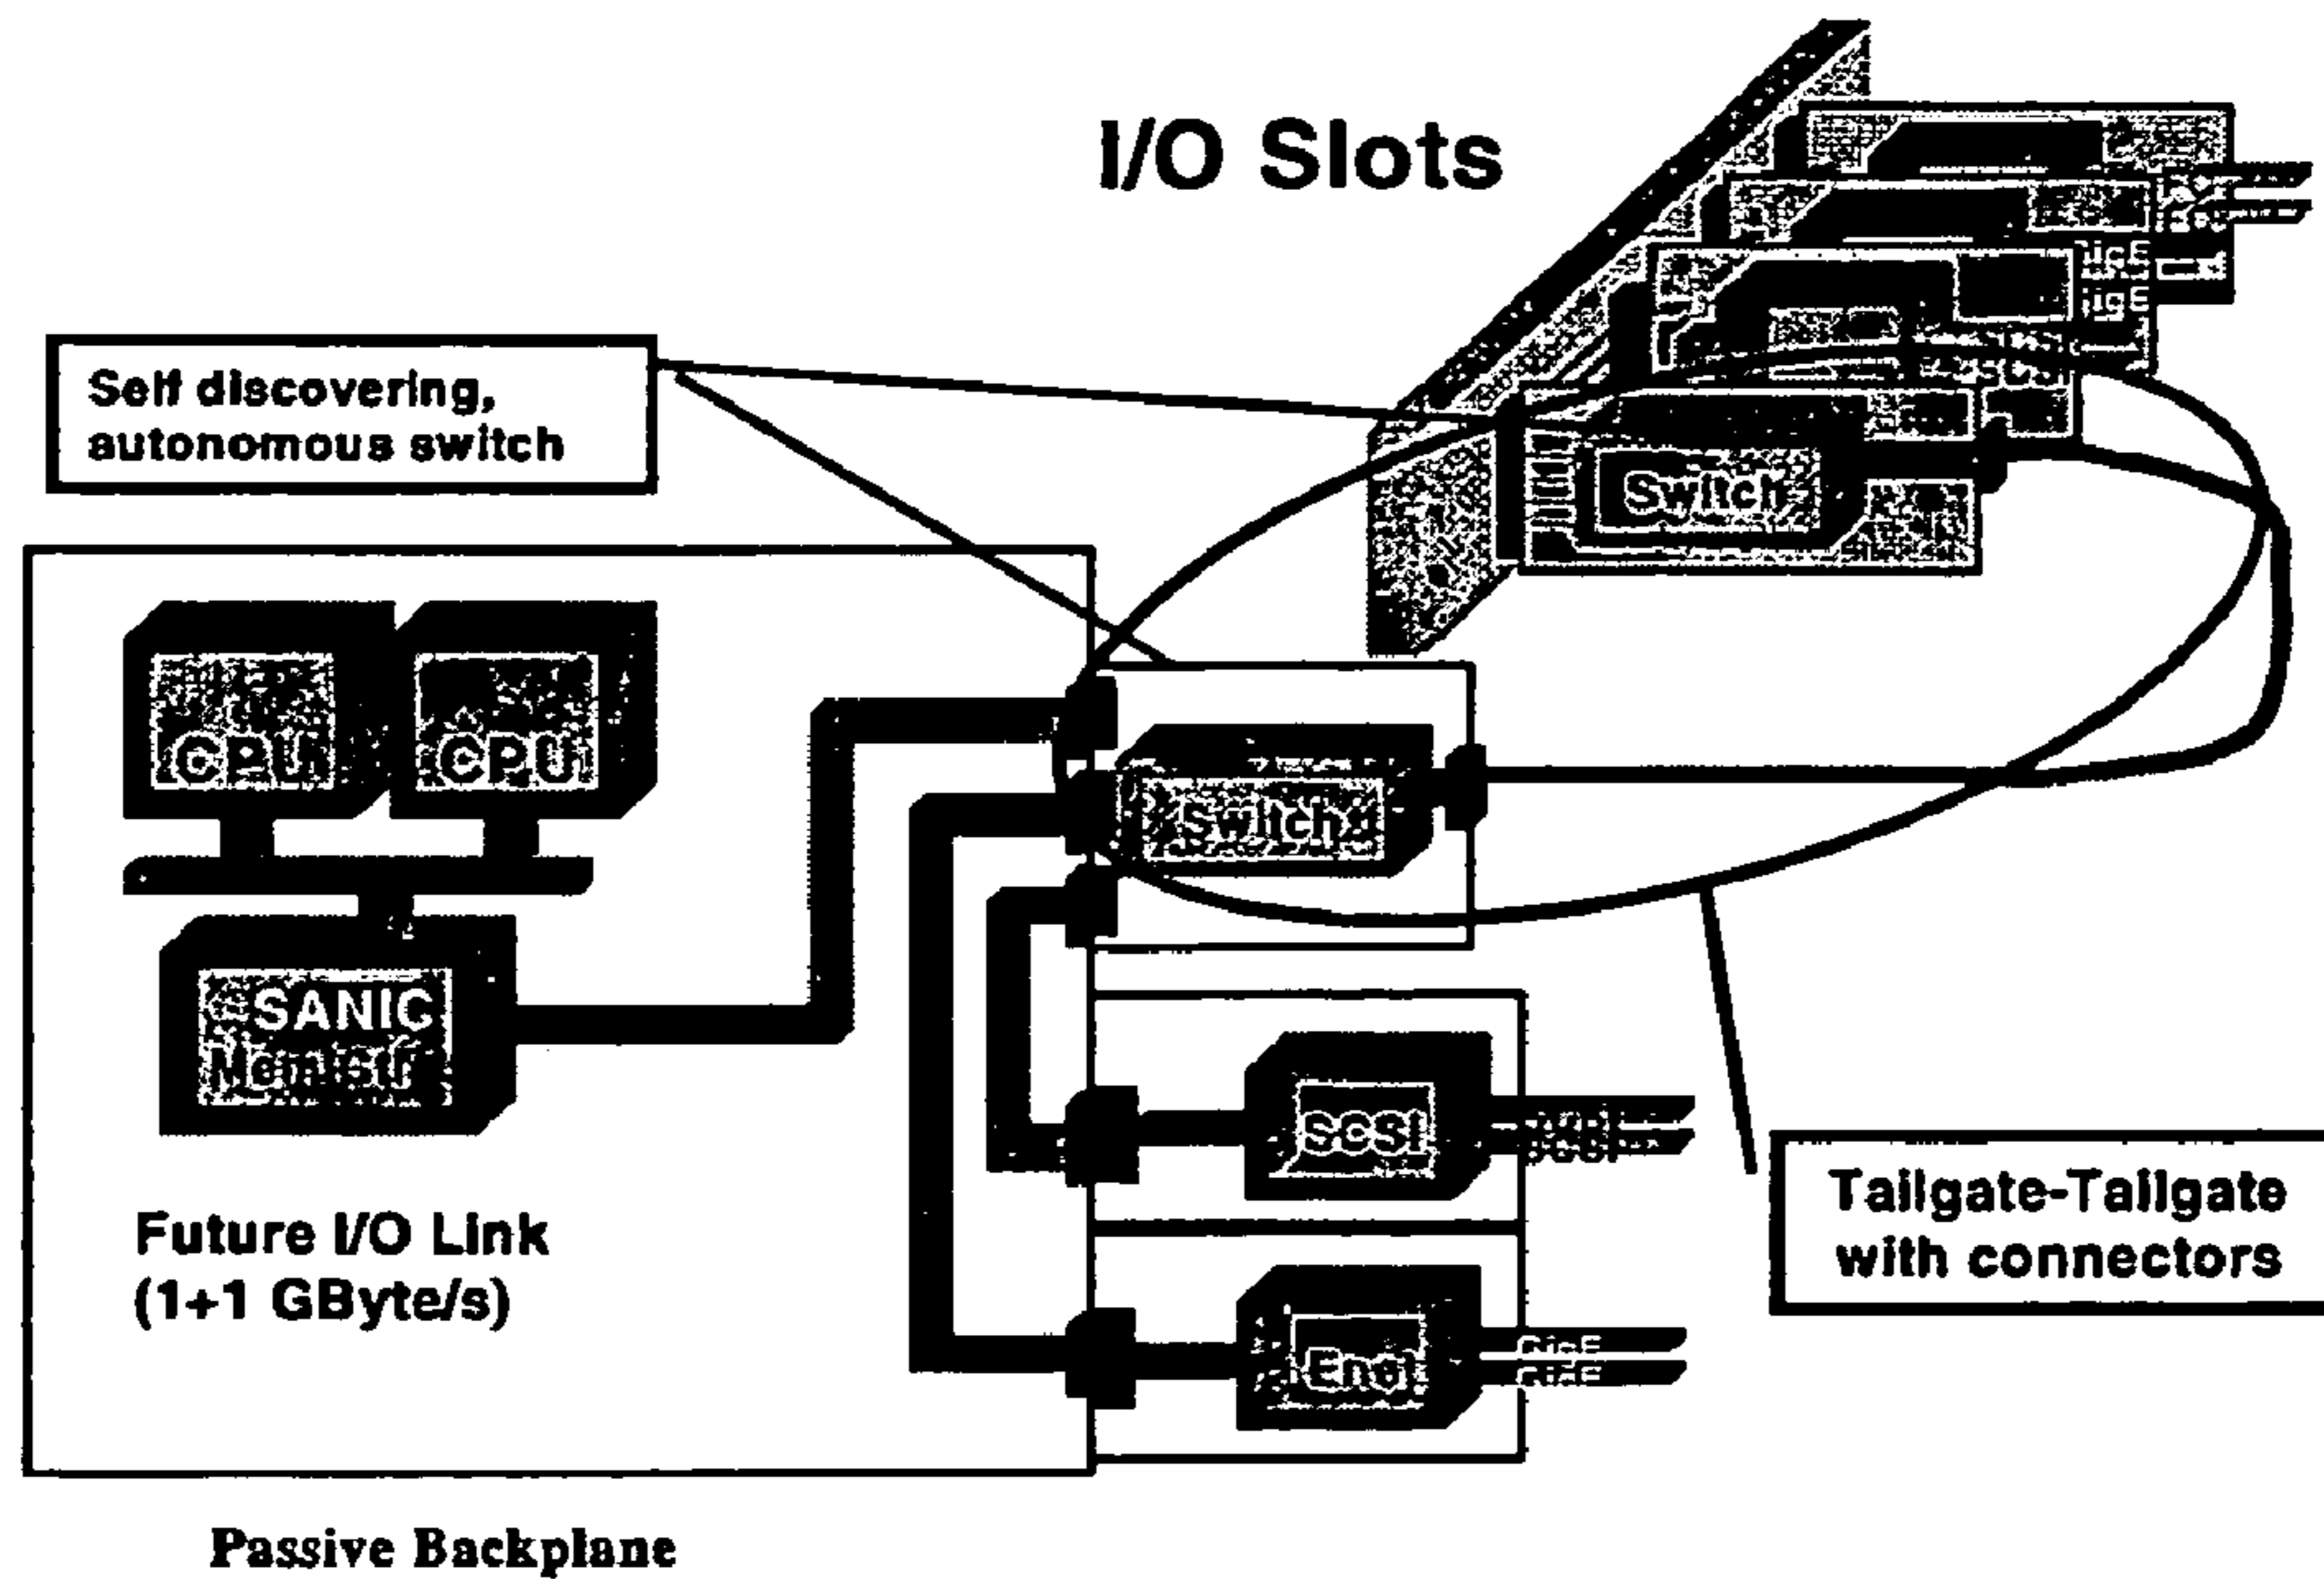 I/O Slots
Self discovering,
autonomous switch
Switch
CPU
CPU
Switch
SANIC
SCSI
Future I/O Link
(1+1 GByte/s)
Tailgate-Tailgate
with connectors
Passive Backplane